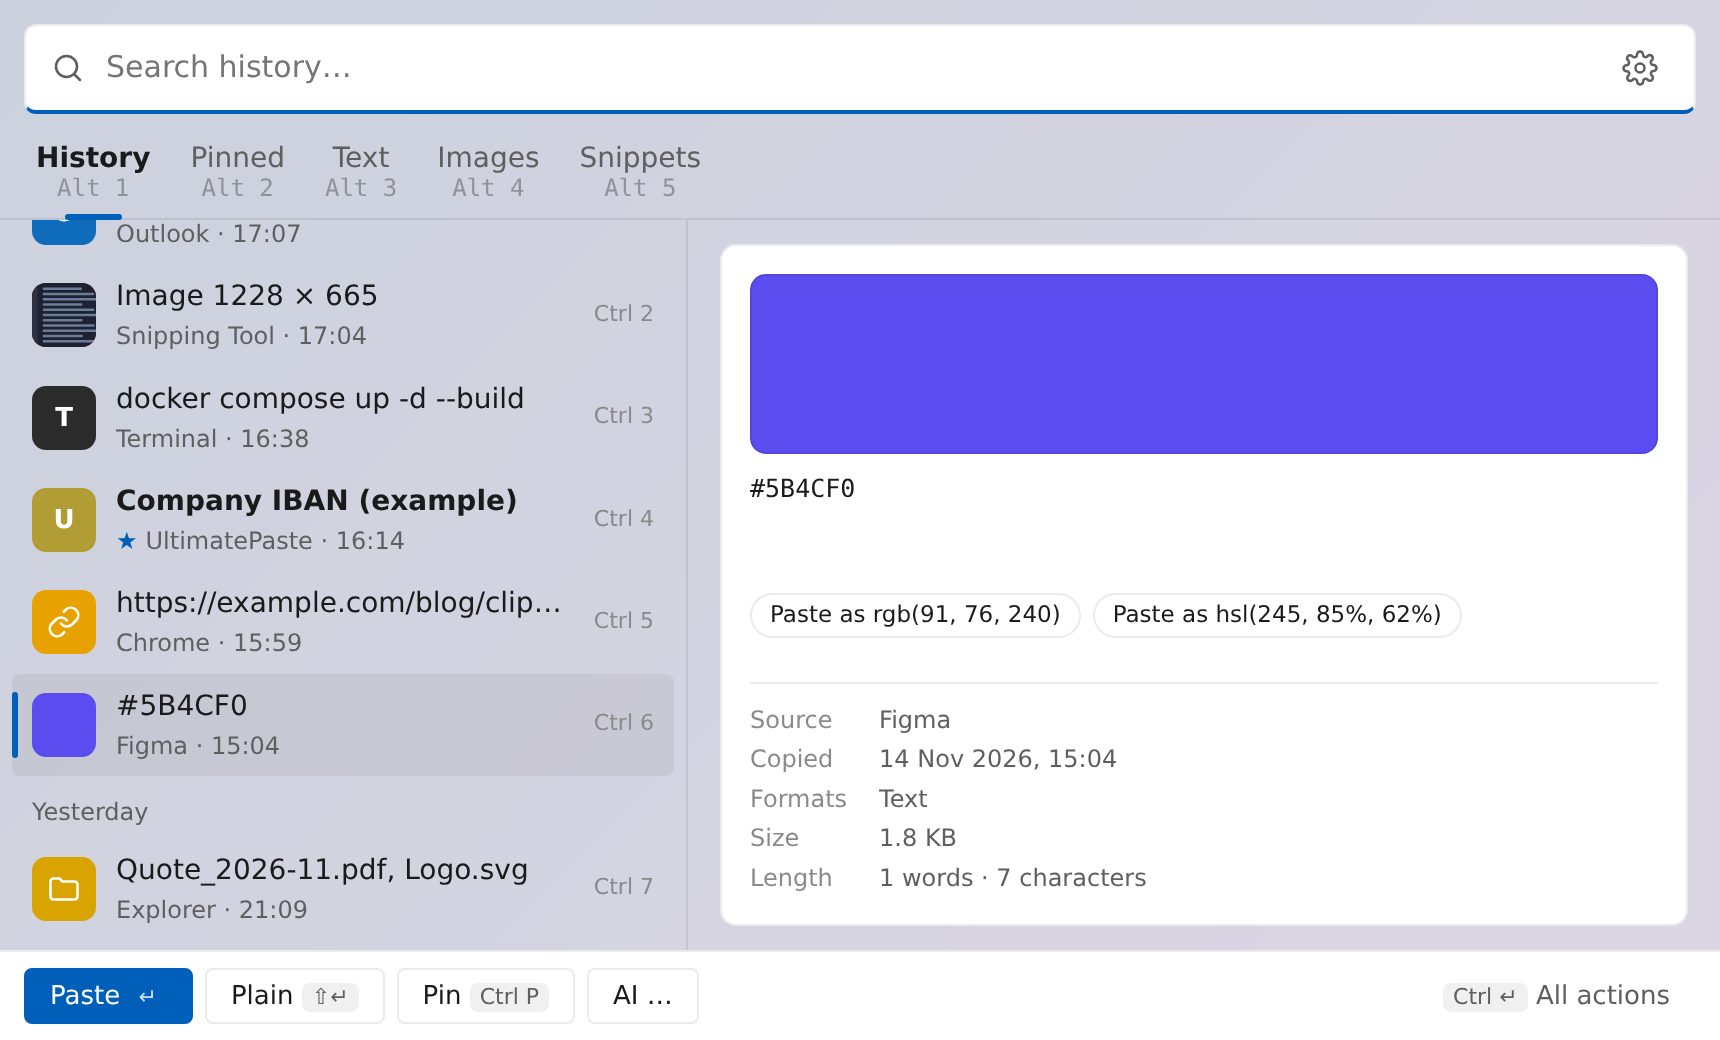 Search history…
History Pinned Text Images Snippets
Alt 1 Alt 2 Alt 3 Alt 4 Alt 5
Outlook · 17:07
Image 1228 × 665
Snipping Tool · 17:04
Ctrl 2
T
docker compose up -d --build
Terminal · 16:38
Ctrl 3
U
Company IBAN (example)
★ UltimatePaste · 16:14
Ctrl 4
https://example.com/blog/clip…
Chrome · 15:59
Ctrl 5
#5B4CF0
Figma · 15:04
Ctrl 6
Yesterday
Quote_2026-11.pdf, Logo.svg
Explorer · 21:09
Ctrl 7
#5B4CF0
Paste as rgb(91, 76, 240) Paste as hsl(245, 85%, 62%)
Source Figma
Copied 14 Nov 2026, 15:04
Formats Text
Size 1.8 KB
Length 1 words · 7 characters
Paste ↵ Plain ⇧↵ Pin Ctrl P AI … Ctrl ↵ All actions